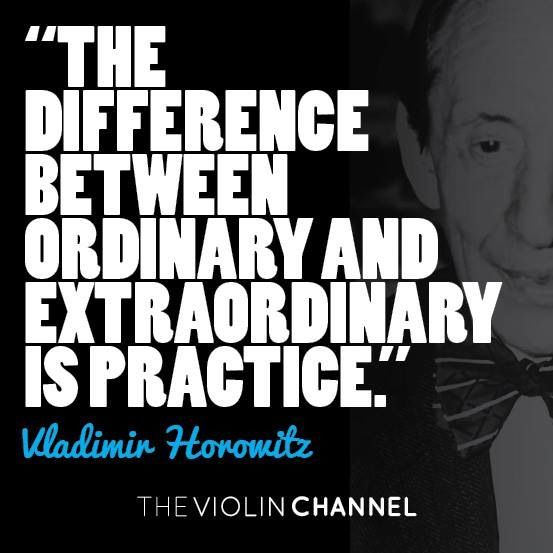 “THE
DIFFERENCE
BETWEEN
ORDINARY AND
EXTRAORDINARY
IS PRACTICE.”
Vladimir Horowitz
THE VIOLIN CHANNEL